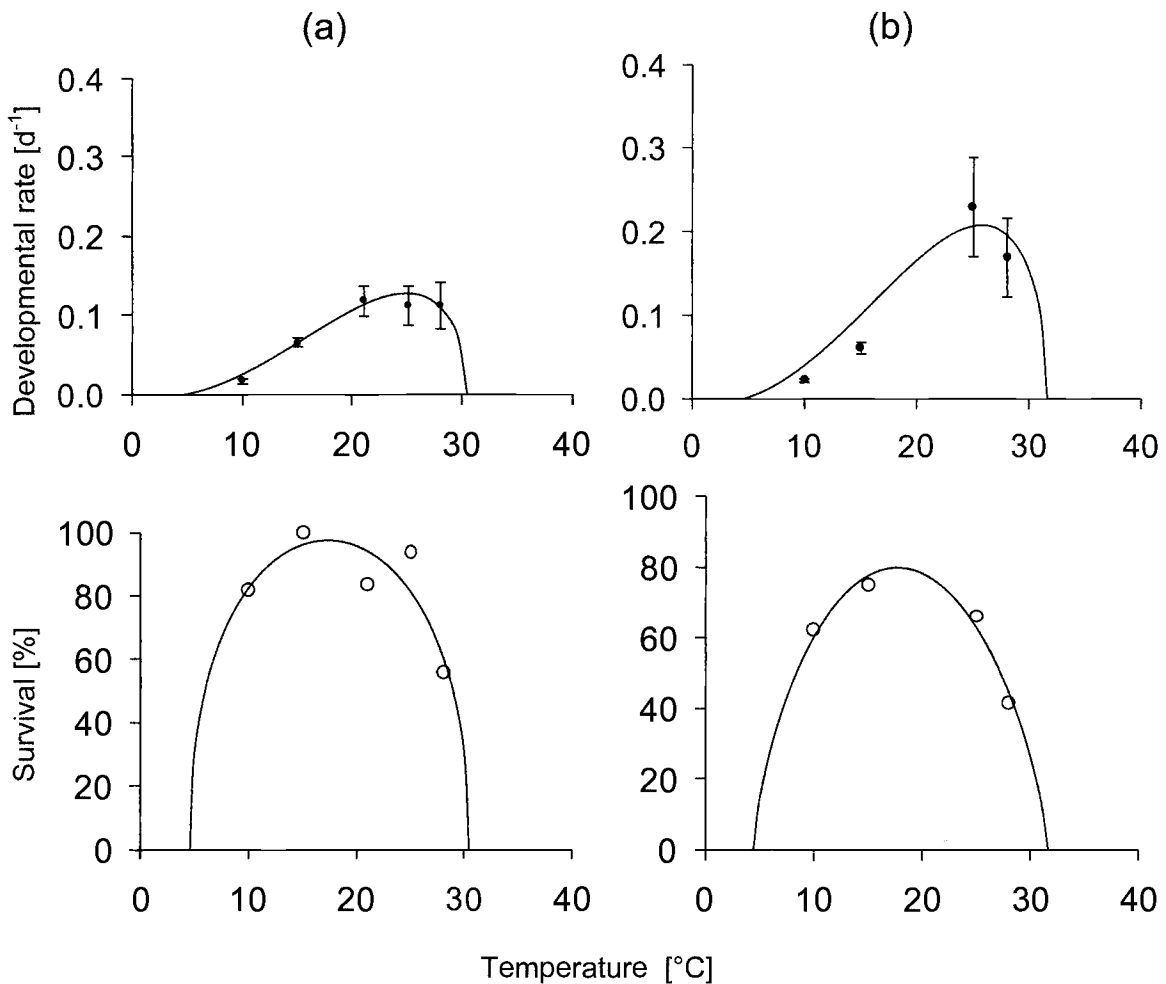 (a) (b)
Developmental rate [d-1]
0.4 0.4
0.3 0.3
0.2 0.2
0.1 0.1
0.0 0.0
0 10 20 30 40 0 10 20 30 40
Survival [%]
100 100
80 80
60 60
40 40
20 20
0 0
0 10 20 30 40 0 10 20 30 40
Temperature [°C]